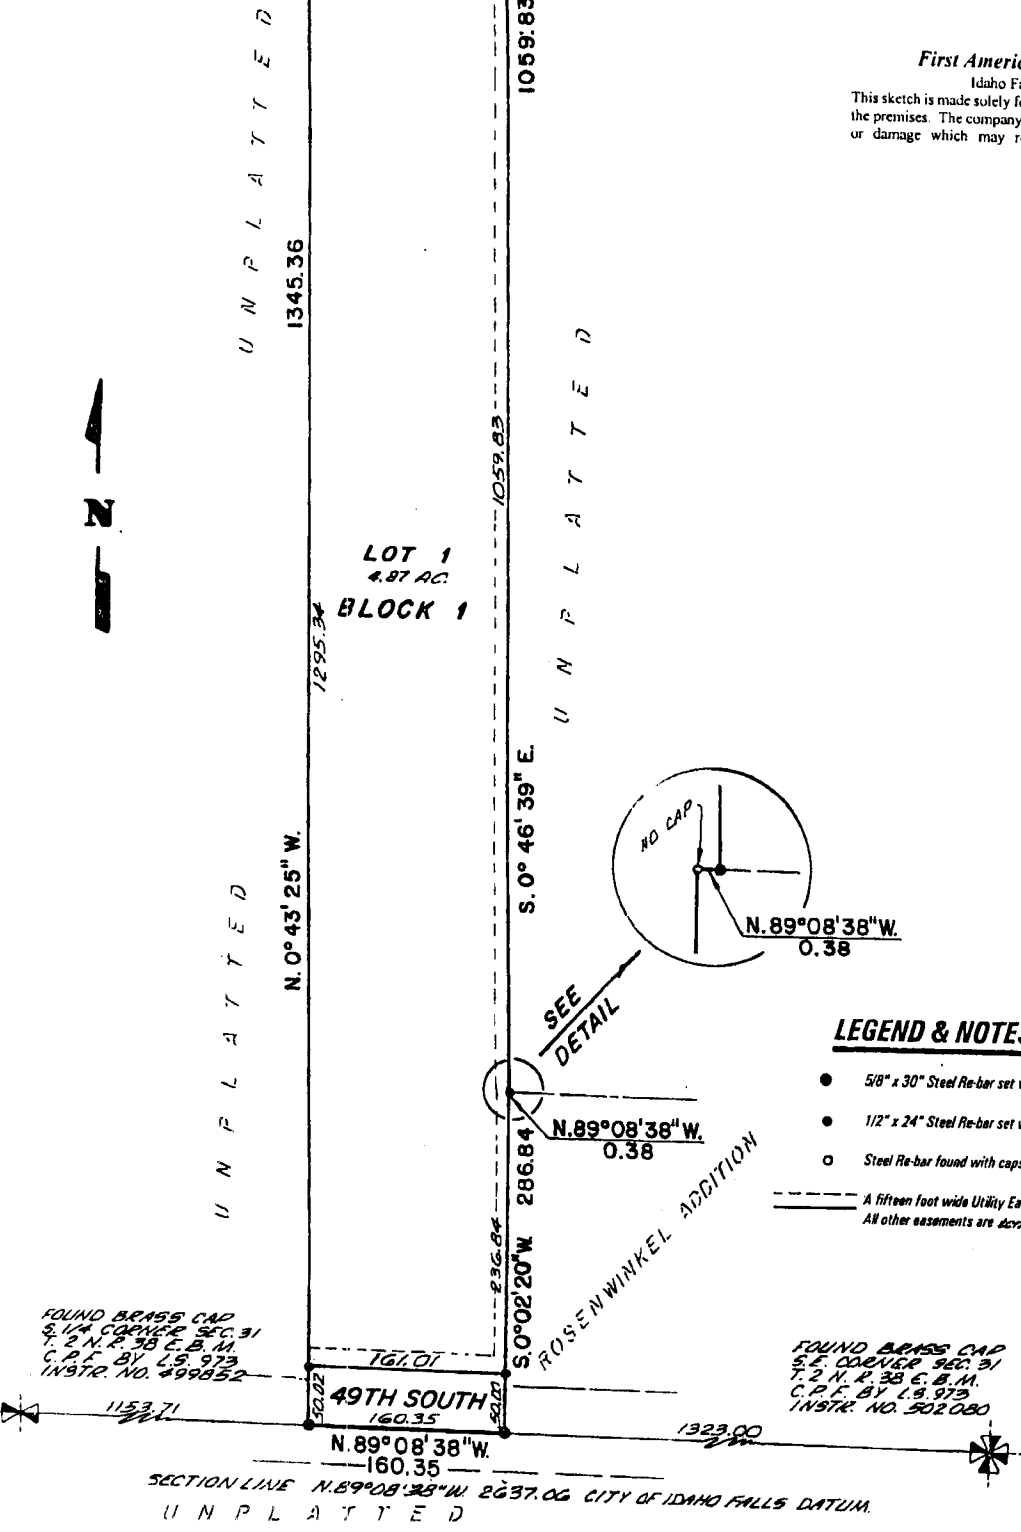 First Americ
Idaho Fa
This sketch is made solely f
the premises. The company
or damage which may r
1059.83
UNPLATTED
1345.36
UNPLATTED
1059.83
N
LOT 1
4.87 AC.
BLOCK 1
1295.34
S. 0° 46' 39" E.
NO CAP
N. 89°08'38"W.
0.38
N. 0° 43' 25" W.
UNPLATTED
SEE
DETAIL
LEGEND & NOTES
5/8" x 30" Steel Re-bar set
1/2" x 24" Steel Re-bar set
Steel Re-bar found with caps
A fifteen foot wide Utility Ea
All other easements are
N.89°08'38"W.
0.38
286.84
236.84
S.0°02'20"W.
ROSENWINKEL ADDITION
FOUND BRASS CAP
S. 1/4 CORNER SEC. 31
T. 2 N. R. 38 E. B. M.
C. P. F. BY L.S. 973
INSTR. NO. 499852
FOUND BRASS CAP
S.E. CORNER SEC. 31
T. 2 N. R. 38 E. B. M.
C. P. F. BY L.S. 973
INSTR. NO. 502080
161.01
50.02
49TH SOUTH
50.00
160.35
1153.71
1323.00
N. 89° 08' 38" W.
160.35
SECTION LINE N.89°08'38"W. 2637.06 CITY OF IDAHO FALLS DATUM.
UNPLATTED